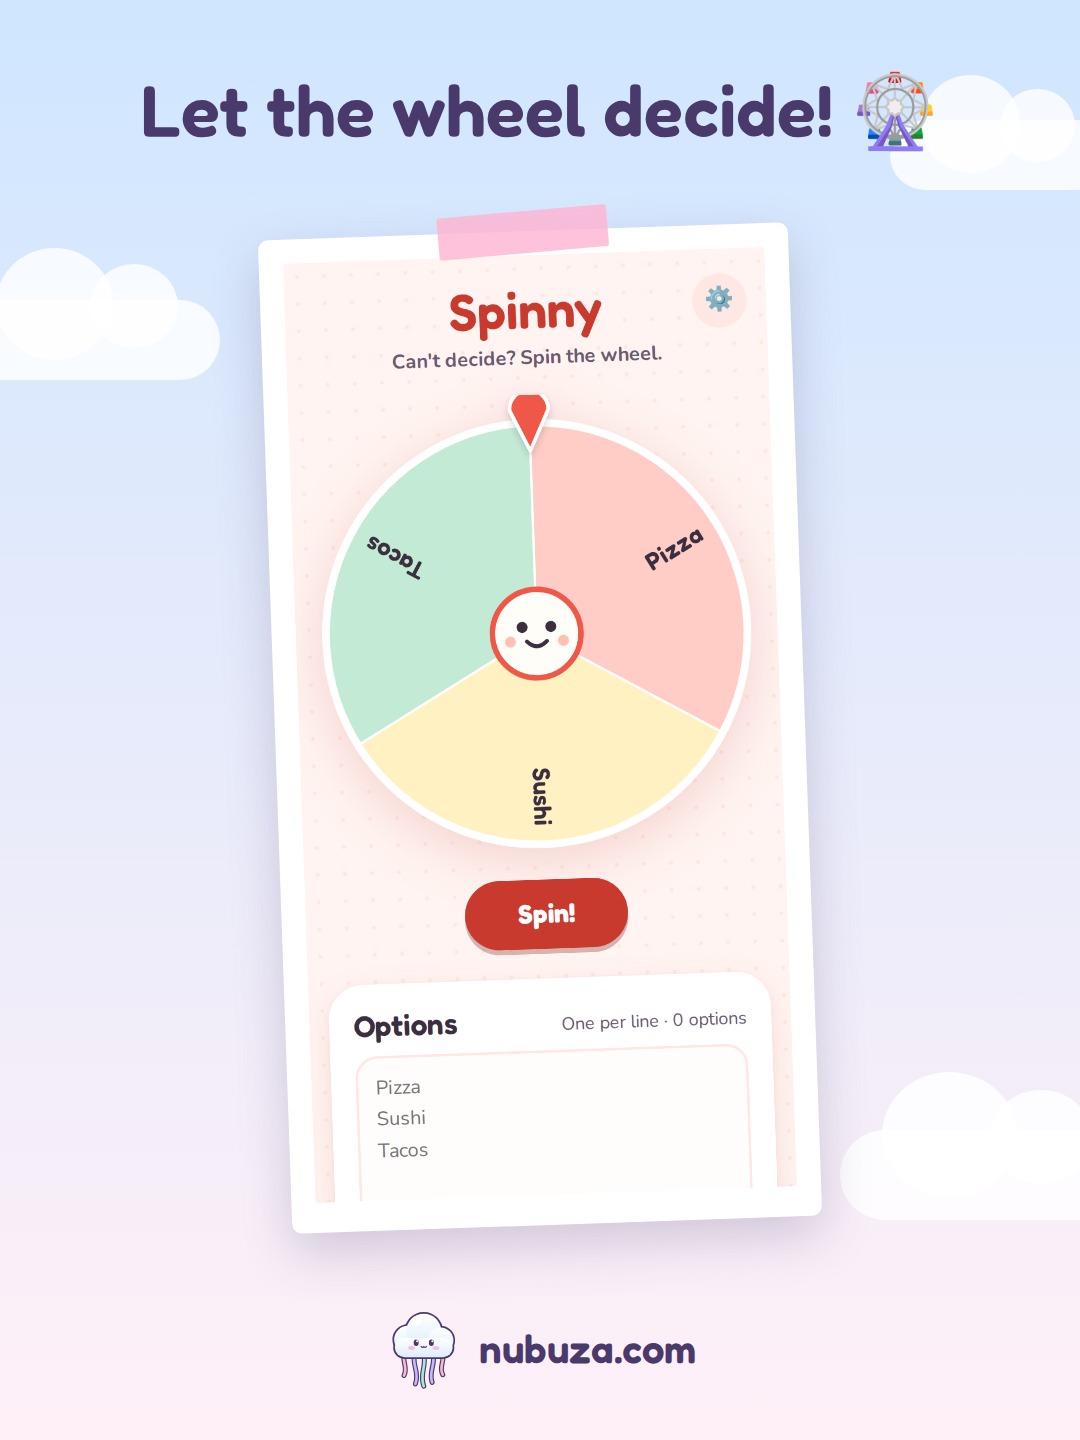 Let the wheel decide!
Spinny
Can't decide? Spin the wheel.
Tacos
Pizza
Sushi
Spin!
Options
One per line · 0 options
Pizza
Sushi
Tacos
nubuza.com